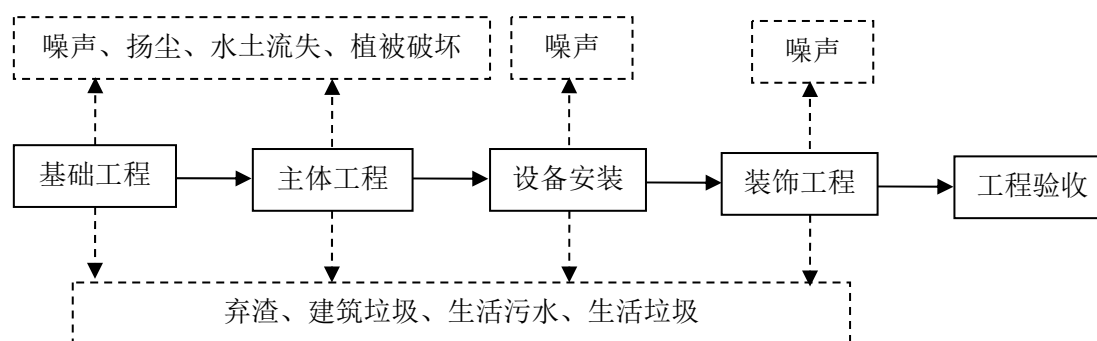 噪声、扬尘、水土流失、植被破坏
噪声
噪声
基础工程
主体工程
设备安装
装饰工程
工程验收
弃渣、建筑垃圾、生活污水、生活垃圾